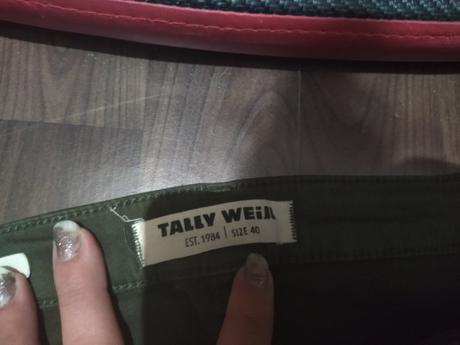 TALLY WEiJL
EST. 1984 | SIZE 40